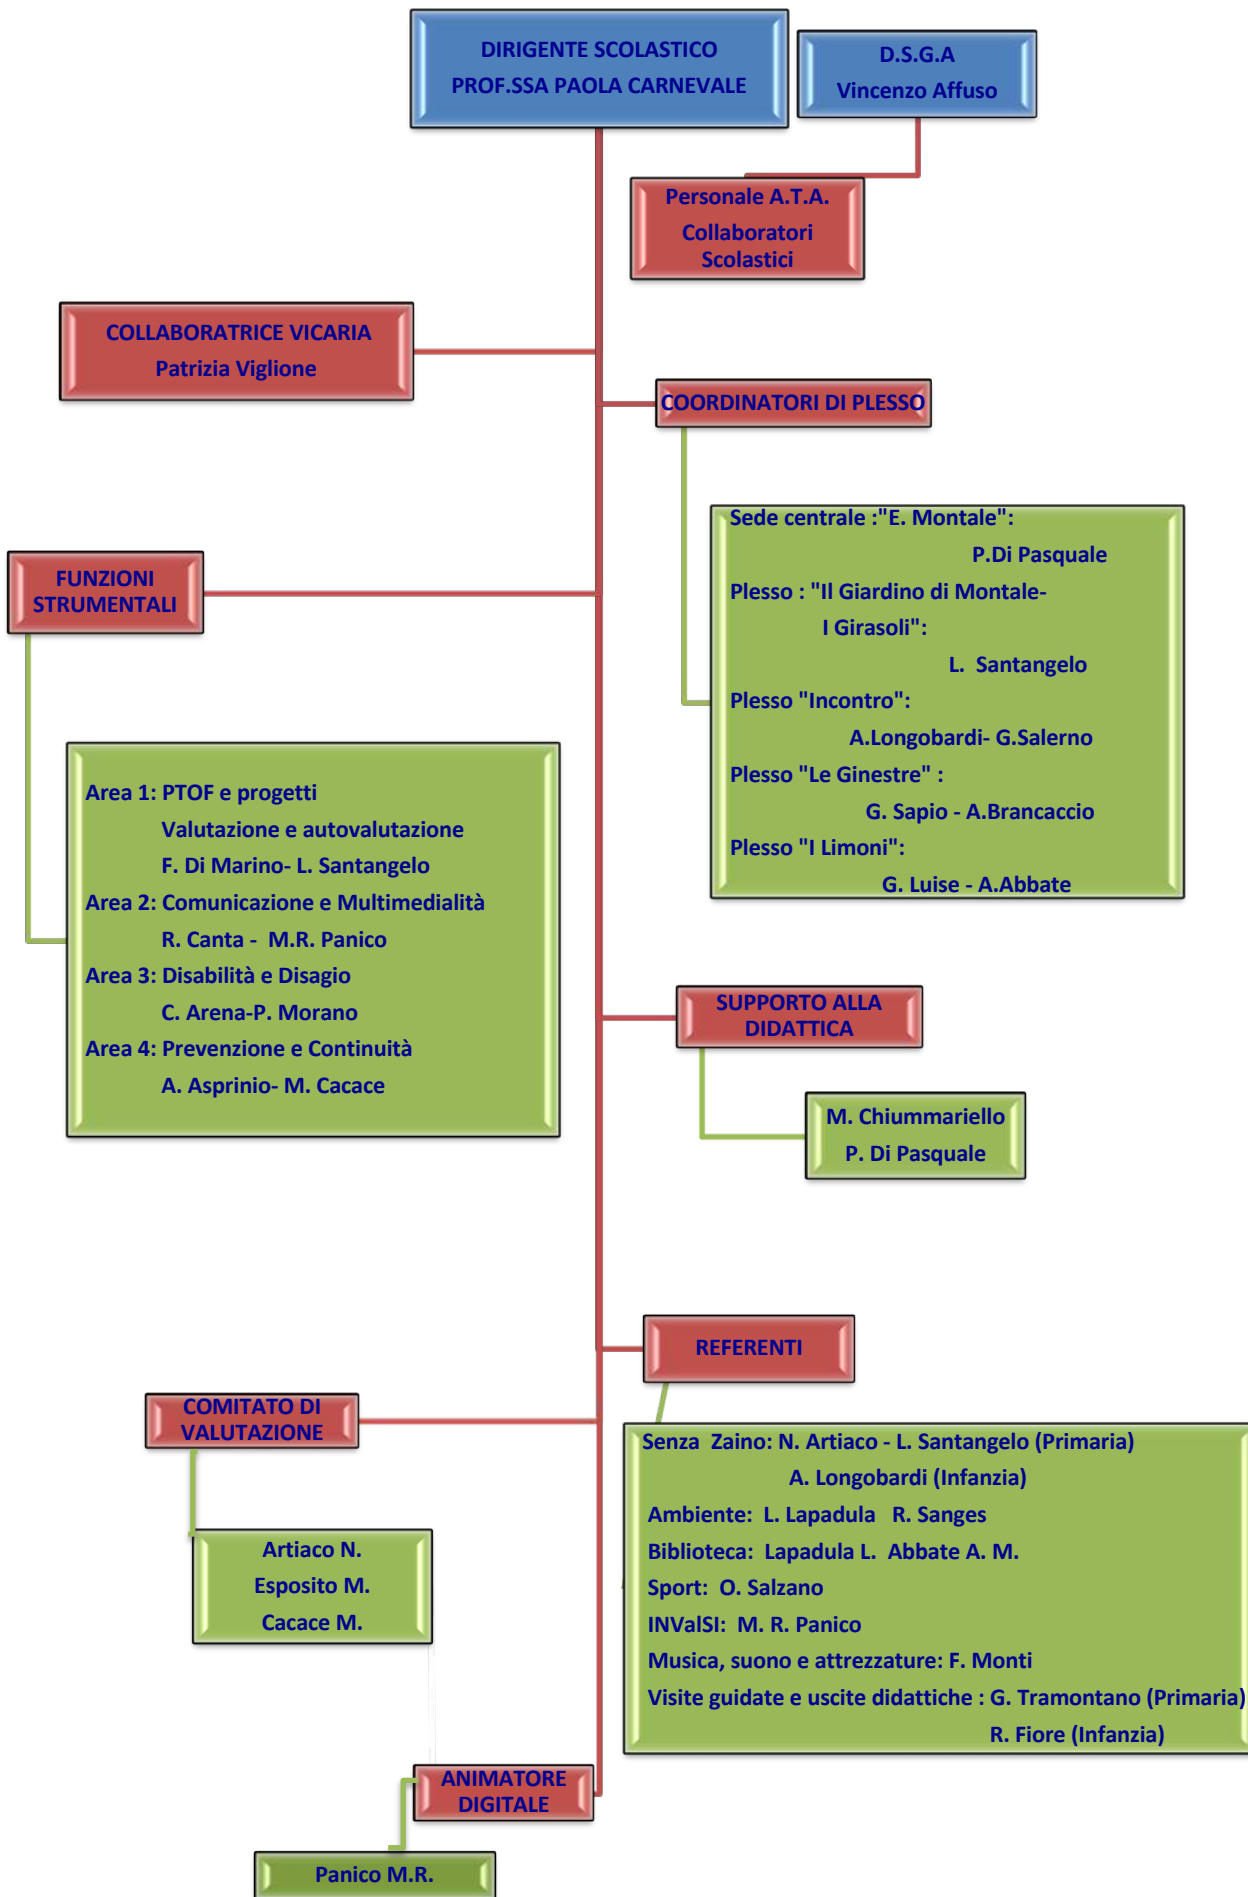 DIRIGENTE SCOLASTICO
PROF.SSA PAOLA CARNEVALE
D.S.G.A
Vincenzo Affuso
Personale A.T.A.
Collaboratori
Scolastici
COLLABORATRICE VICARIA
Patrizia Viglione
COORDINATORI DI PLESSO
Sede centrale :"E. Montale":
P.Di Pasquale
Plesso : "Il Giardino di Montale-
I Girasoli":
L. Santangelo
Plesso "Incontro":
A.Longobardi- G.Salerno
Plesso "Le Ginestre" :
G. Sapio - A.Brancaccio
Plesso "I Limoni":
G. Luise - A.Abbate
FUNZIONI
STRUMENTALI
Area 1: PTOF e progetti
Valutazione e autovalutazione
F. Di Marino- L. Santangelo
Area 2: Comunicazione e Multimedialità
R. Canta - M.R. Panico
Area 3: Disabilità e Disagio
C. Arena-P. Morano
Area 4: Prevenzione e Continuità
A. Asprinio- M. Cacace
SUPPORTO ALLA
DIDATTICA
M. Chiummariello
P. Di Pasquale
REFERENTI
Senza Zaino: N. Artiaco - L. Santangelo (Primaria)
A. Longobardi (Infanzia)
Ambiente: L. Lapadula R. Sanges
Biblioteca: Lapadula L. Abbate A. M.
Sport: O. Salzano
INValSI: M. R. Panico
Musica, suono e attrezzature: F. Monti
Visite guidate e uscite didattiche : G. Tramontano (Primaria)
R. Fiore (Infanzia)
COMITATO DI
VALUTAZIONE
Artiaco N.
Esposito M.
Cacace M.
ANIMATORE
DIGITALE
Panico M.R.